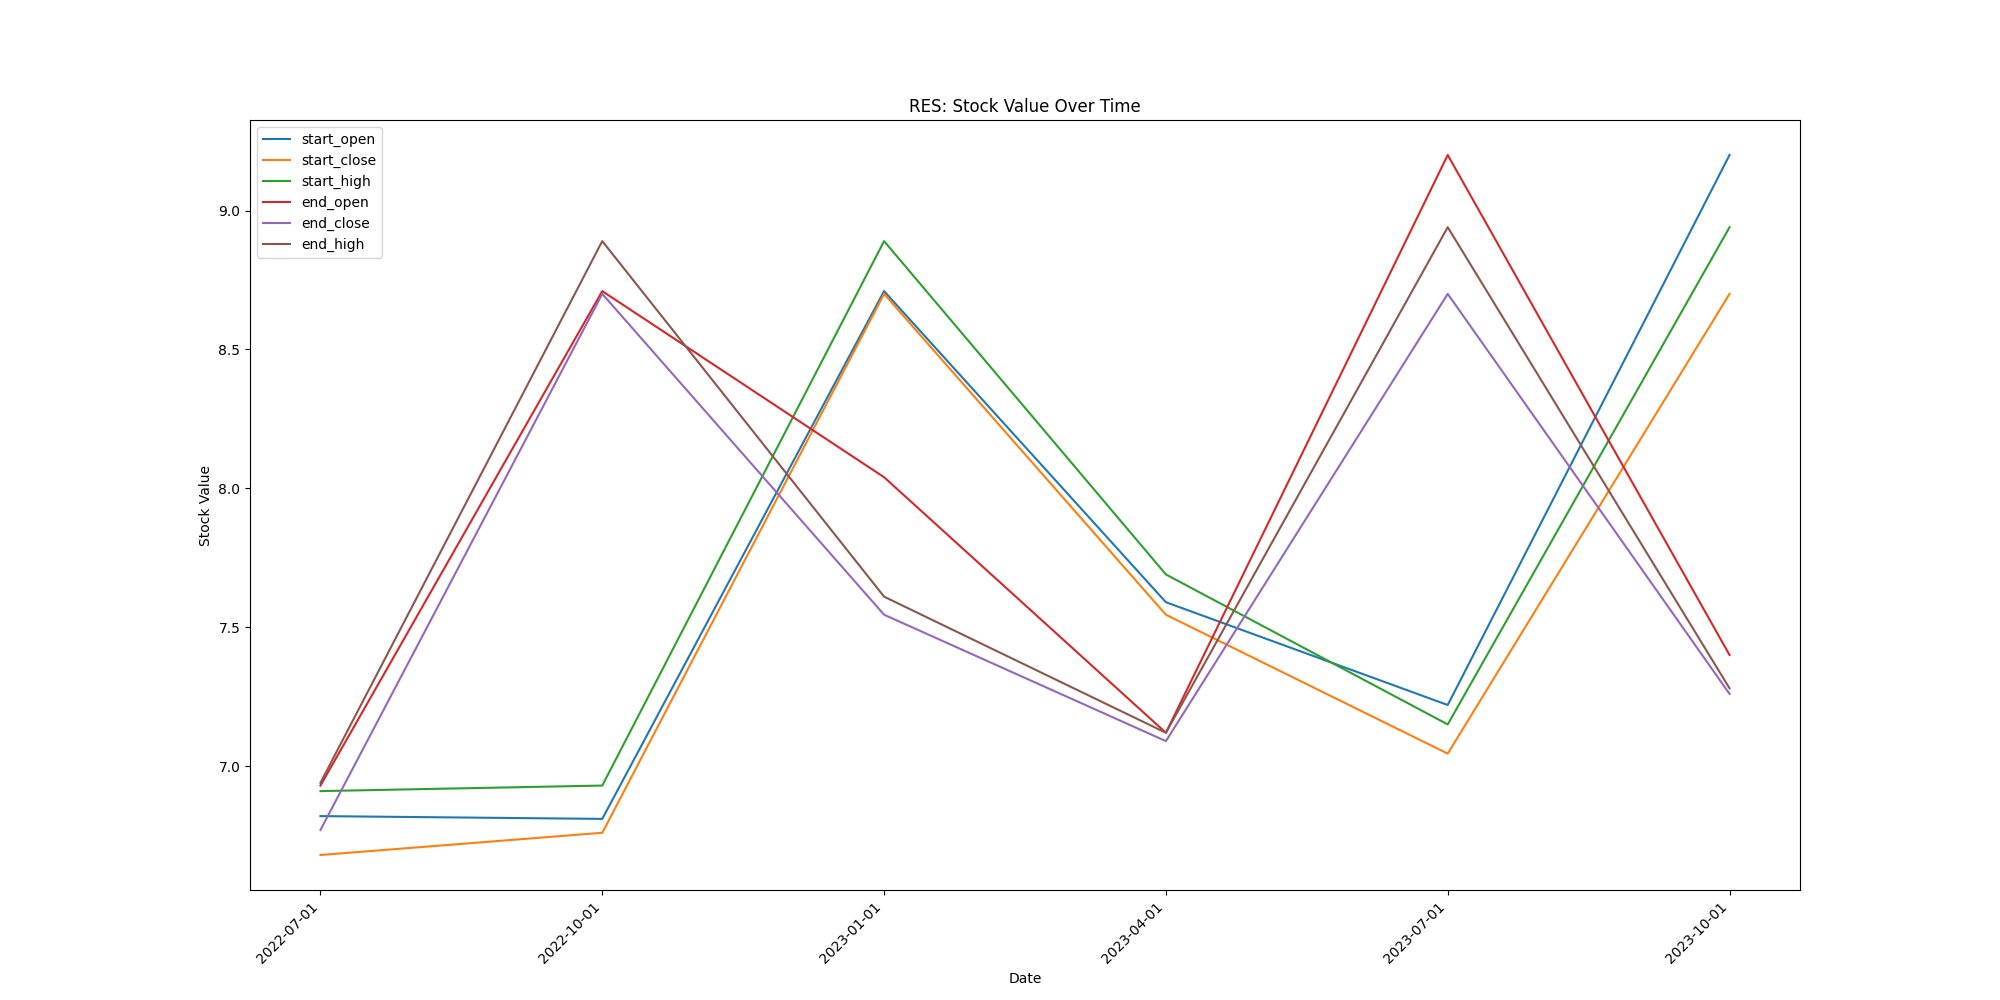 RES: Stock Value Over Time
start_open
start_close
start_high
end_open
end_close
end_high
9.0
8.5
8.0
7.5
7.0
Stock Value
2022-07-01
2022-10-01
2023-01-01
2023-04-01
2023-07-01
2023-10-01
Date